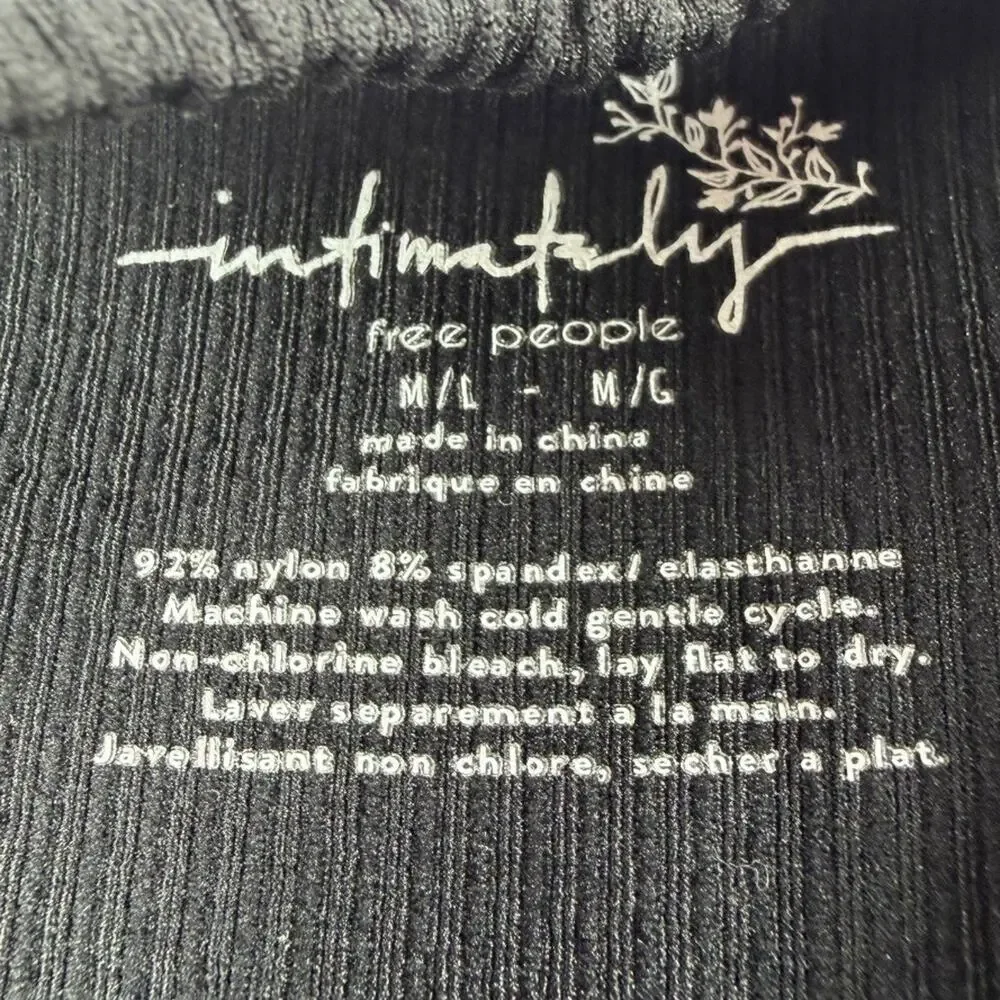 intimately
free people
M/L - M/G
made in china
fabrique en chine
92% nylon 8% spandex/ elasthanne
Machine wash cold gentle cycle.
Non-chlorine bleach, lay flat to dry.
Laver separement a la main.
Javellisant non chlore, secher a plat.